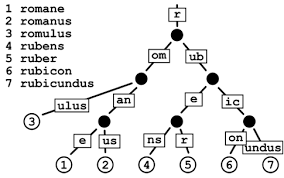 1 romane
2 romanus
3 romulus
4 rubens
5 ruber
6 rubicon
7 rubicundus
r
om ub
ulus an e ic
3
e us ns r on undus
1 2 4 5 6 7